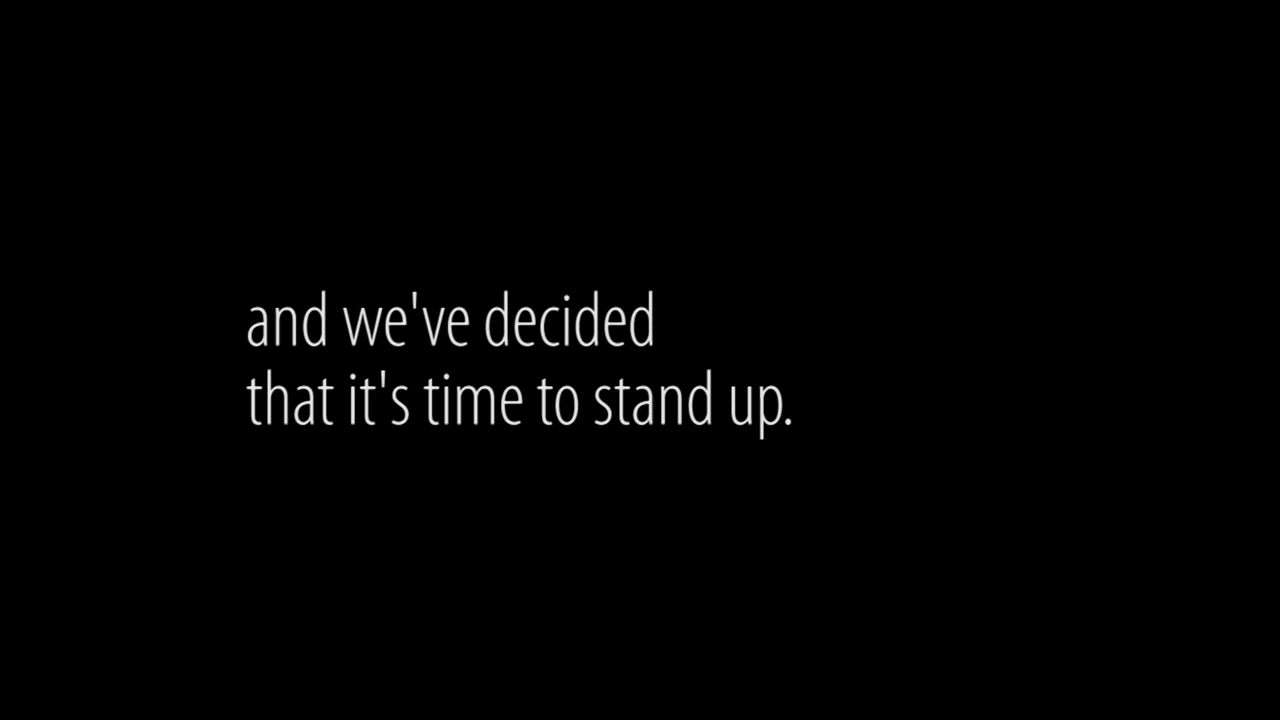 and we've decided
that it's time to stand up.